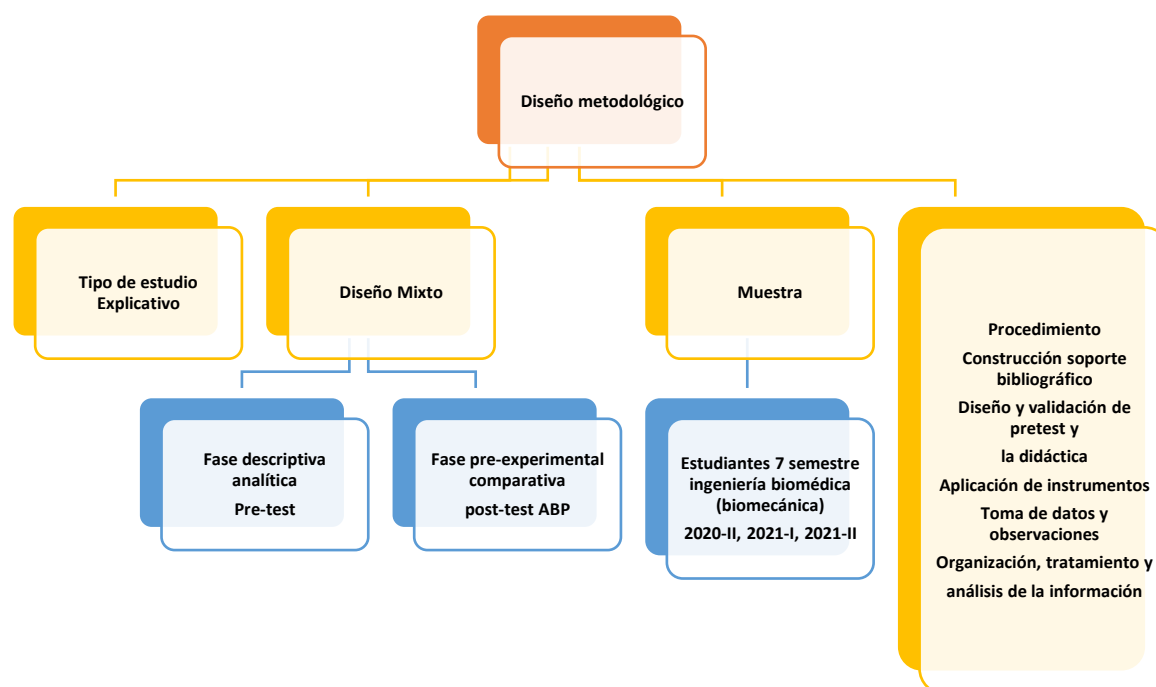 Diseño metodológico
Tipo de estudio
Explicativo
Diseño Mixto
Muestra
Procedimiento
Construcción soporte
bibliográfico
Diseño y validación de
pretest y
la didáctica
Aplicación de instrumentos
Toma de datos y
observaciones
Organización, tratamiento y
análisis de la información
Fase descriptiva
analítica
Pre-test
Fase pre-experimental
comparativa
post-test ABP
Estudiantes 7 semestre
ingeniería biomédica
(biomecánica)
2020-II, 2021-I, 2021-II